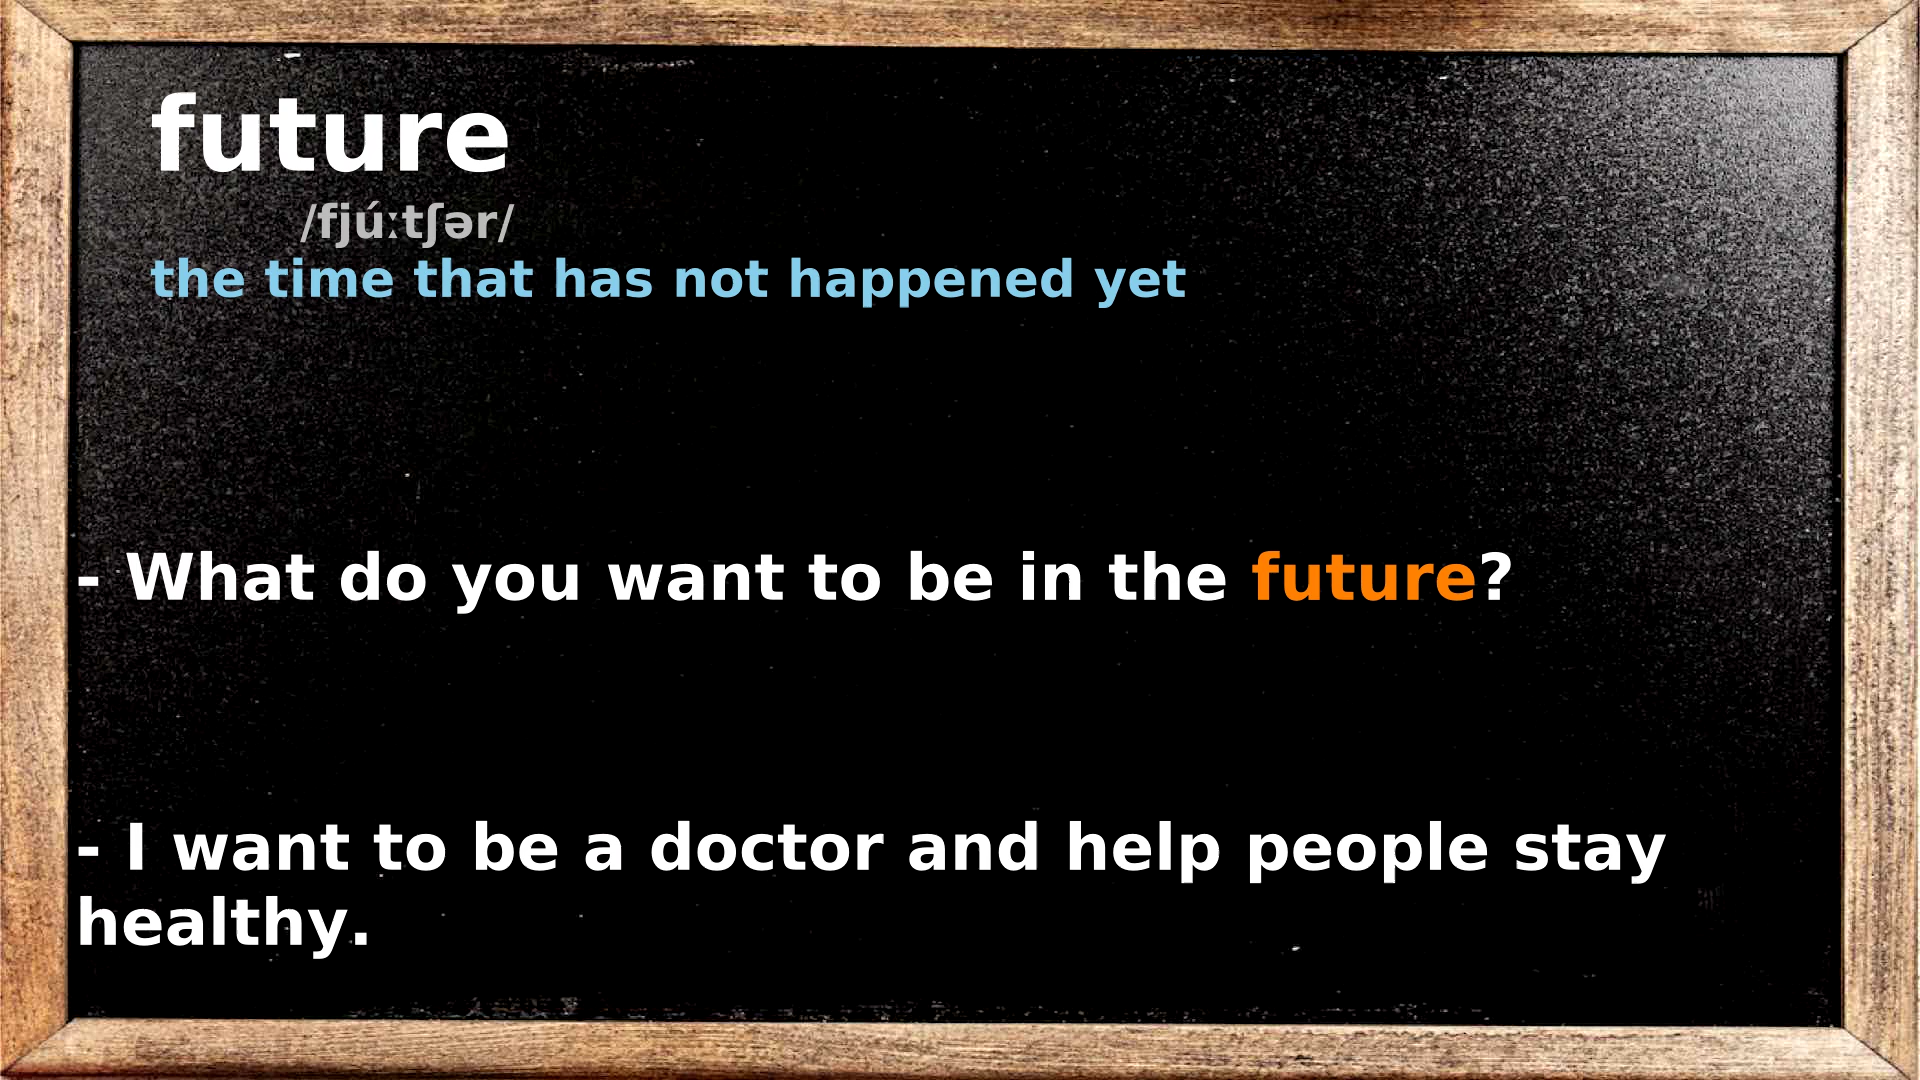 future
/fjúːtʃər/
the time that has not happened yet
- What do you want to be in the future?
- I want to be a doctor and help people stay
healthy.